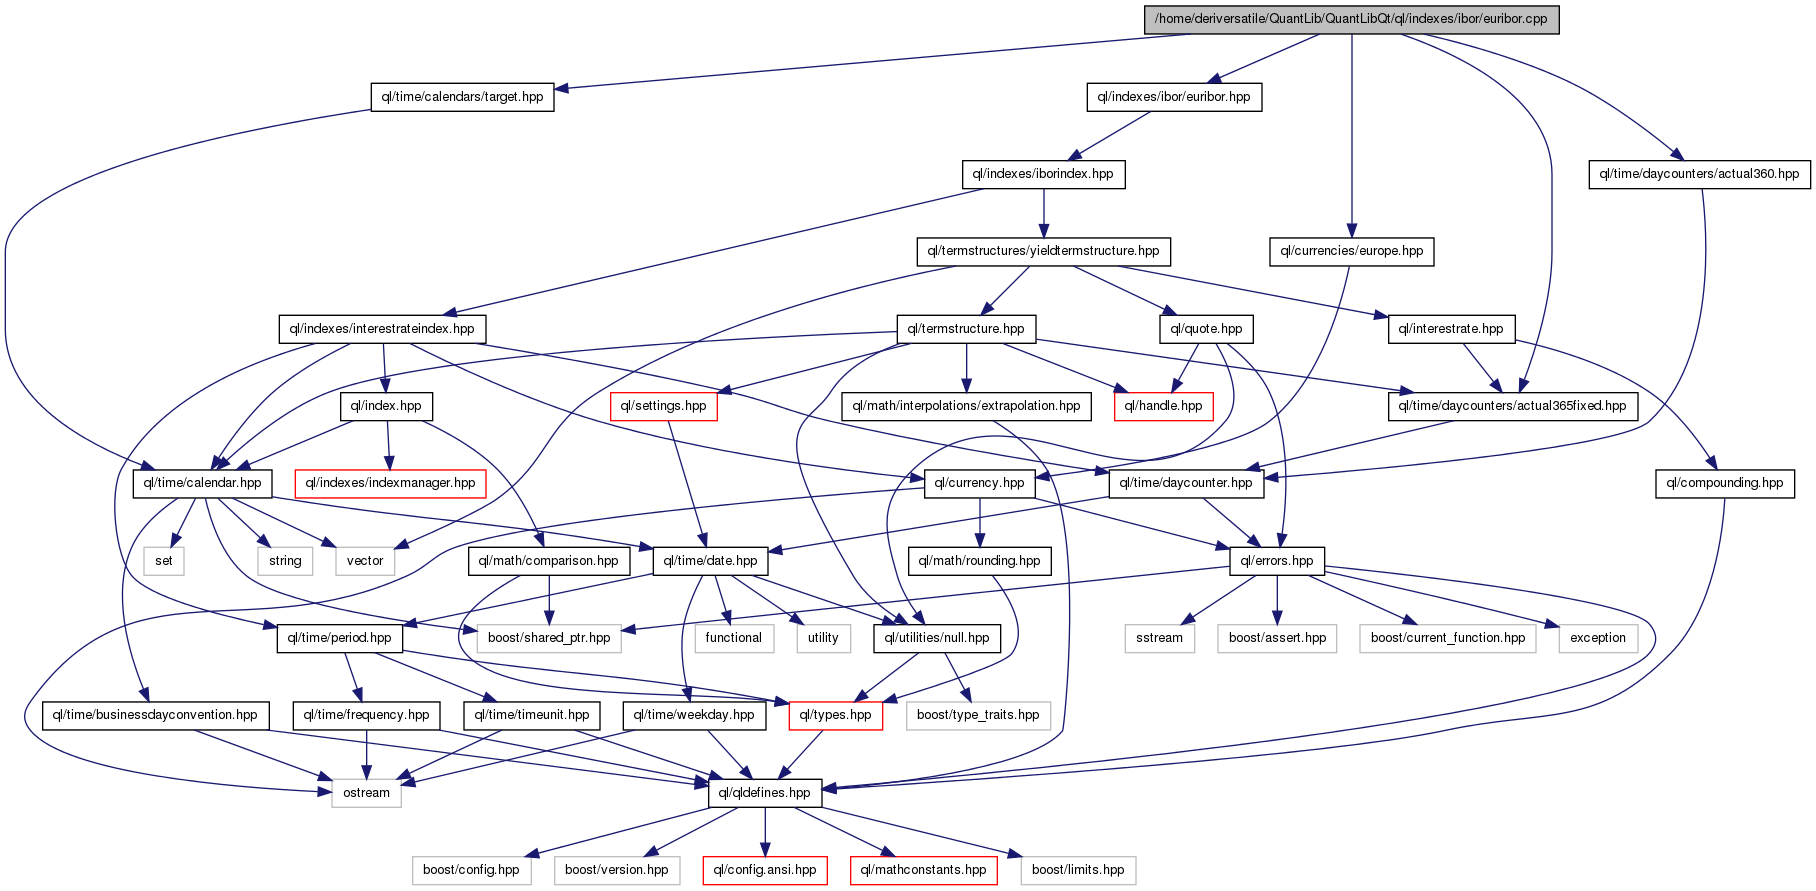 /home/deriversatile/QuantLib/QuantLibQt/ql/indexes/ibor/euribor.cpp
ql/time/calendars/target.hpp
ql/indexes/ibor/euribor.hpp
ql/indexes/iborindex.hpp
ql/time/daycounters/actual360.hpp
ql/termstructures/yieldtermstructure.hpp
ql/currencies/europe.hpp
ql/indexes/interestrateindex.hpp
ql/termstructure.hpp
ql/quote.hpp
ql/interestrate.hpp
ql/index.hpp
ql/settings.hpp
ql/math/interpolations/extrapolation.hpp
ql/handle.hpp
ql/time/daycounters/actual365fixed.hpp
ql/time/calendar.hpp
ql/indexes/indexmanager.hpp
ql/currency.hpp
ql/time/daycounter.hpp
ql/compounding.hpp
set
string
vector
ql/math/comparison.hpp
ql/time/date.hpp
ql/math/rounding.hpp
ql/errors.hpp
ql/time/period.hpp
boost/shared_ptr.hpp
functional
utility
ql/utilities/null.hpp
sstream
boost/assert.hpp
boost/current_function.hpp
exception
ql/time/businessdayconvention.hpp
ql/time/frequency.hpp
ql/time/timeunit.hpp
ql/time/weekday.hpp
ql/types.hpp
boost/type_traits.hpp
ostream
ql/qldefines.hpp
boost/config.hpp
boost/version.hpp
ql/config.ansi.hpp
ql/mathconstants.hpp
boost/limits.hpp